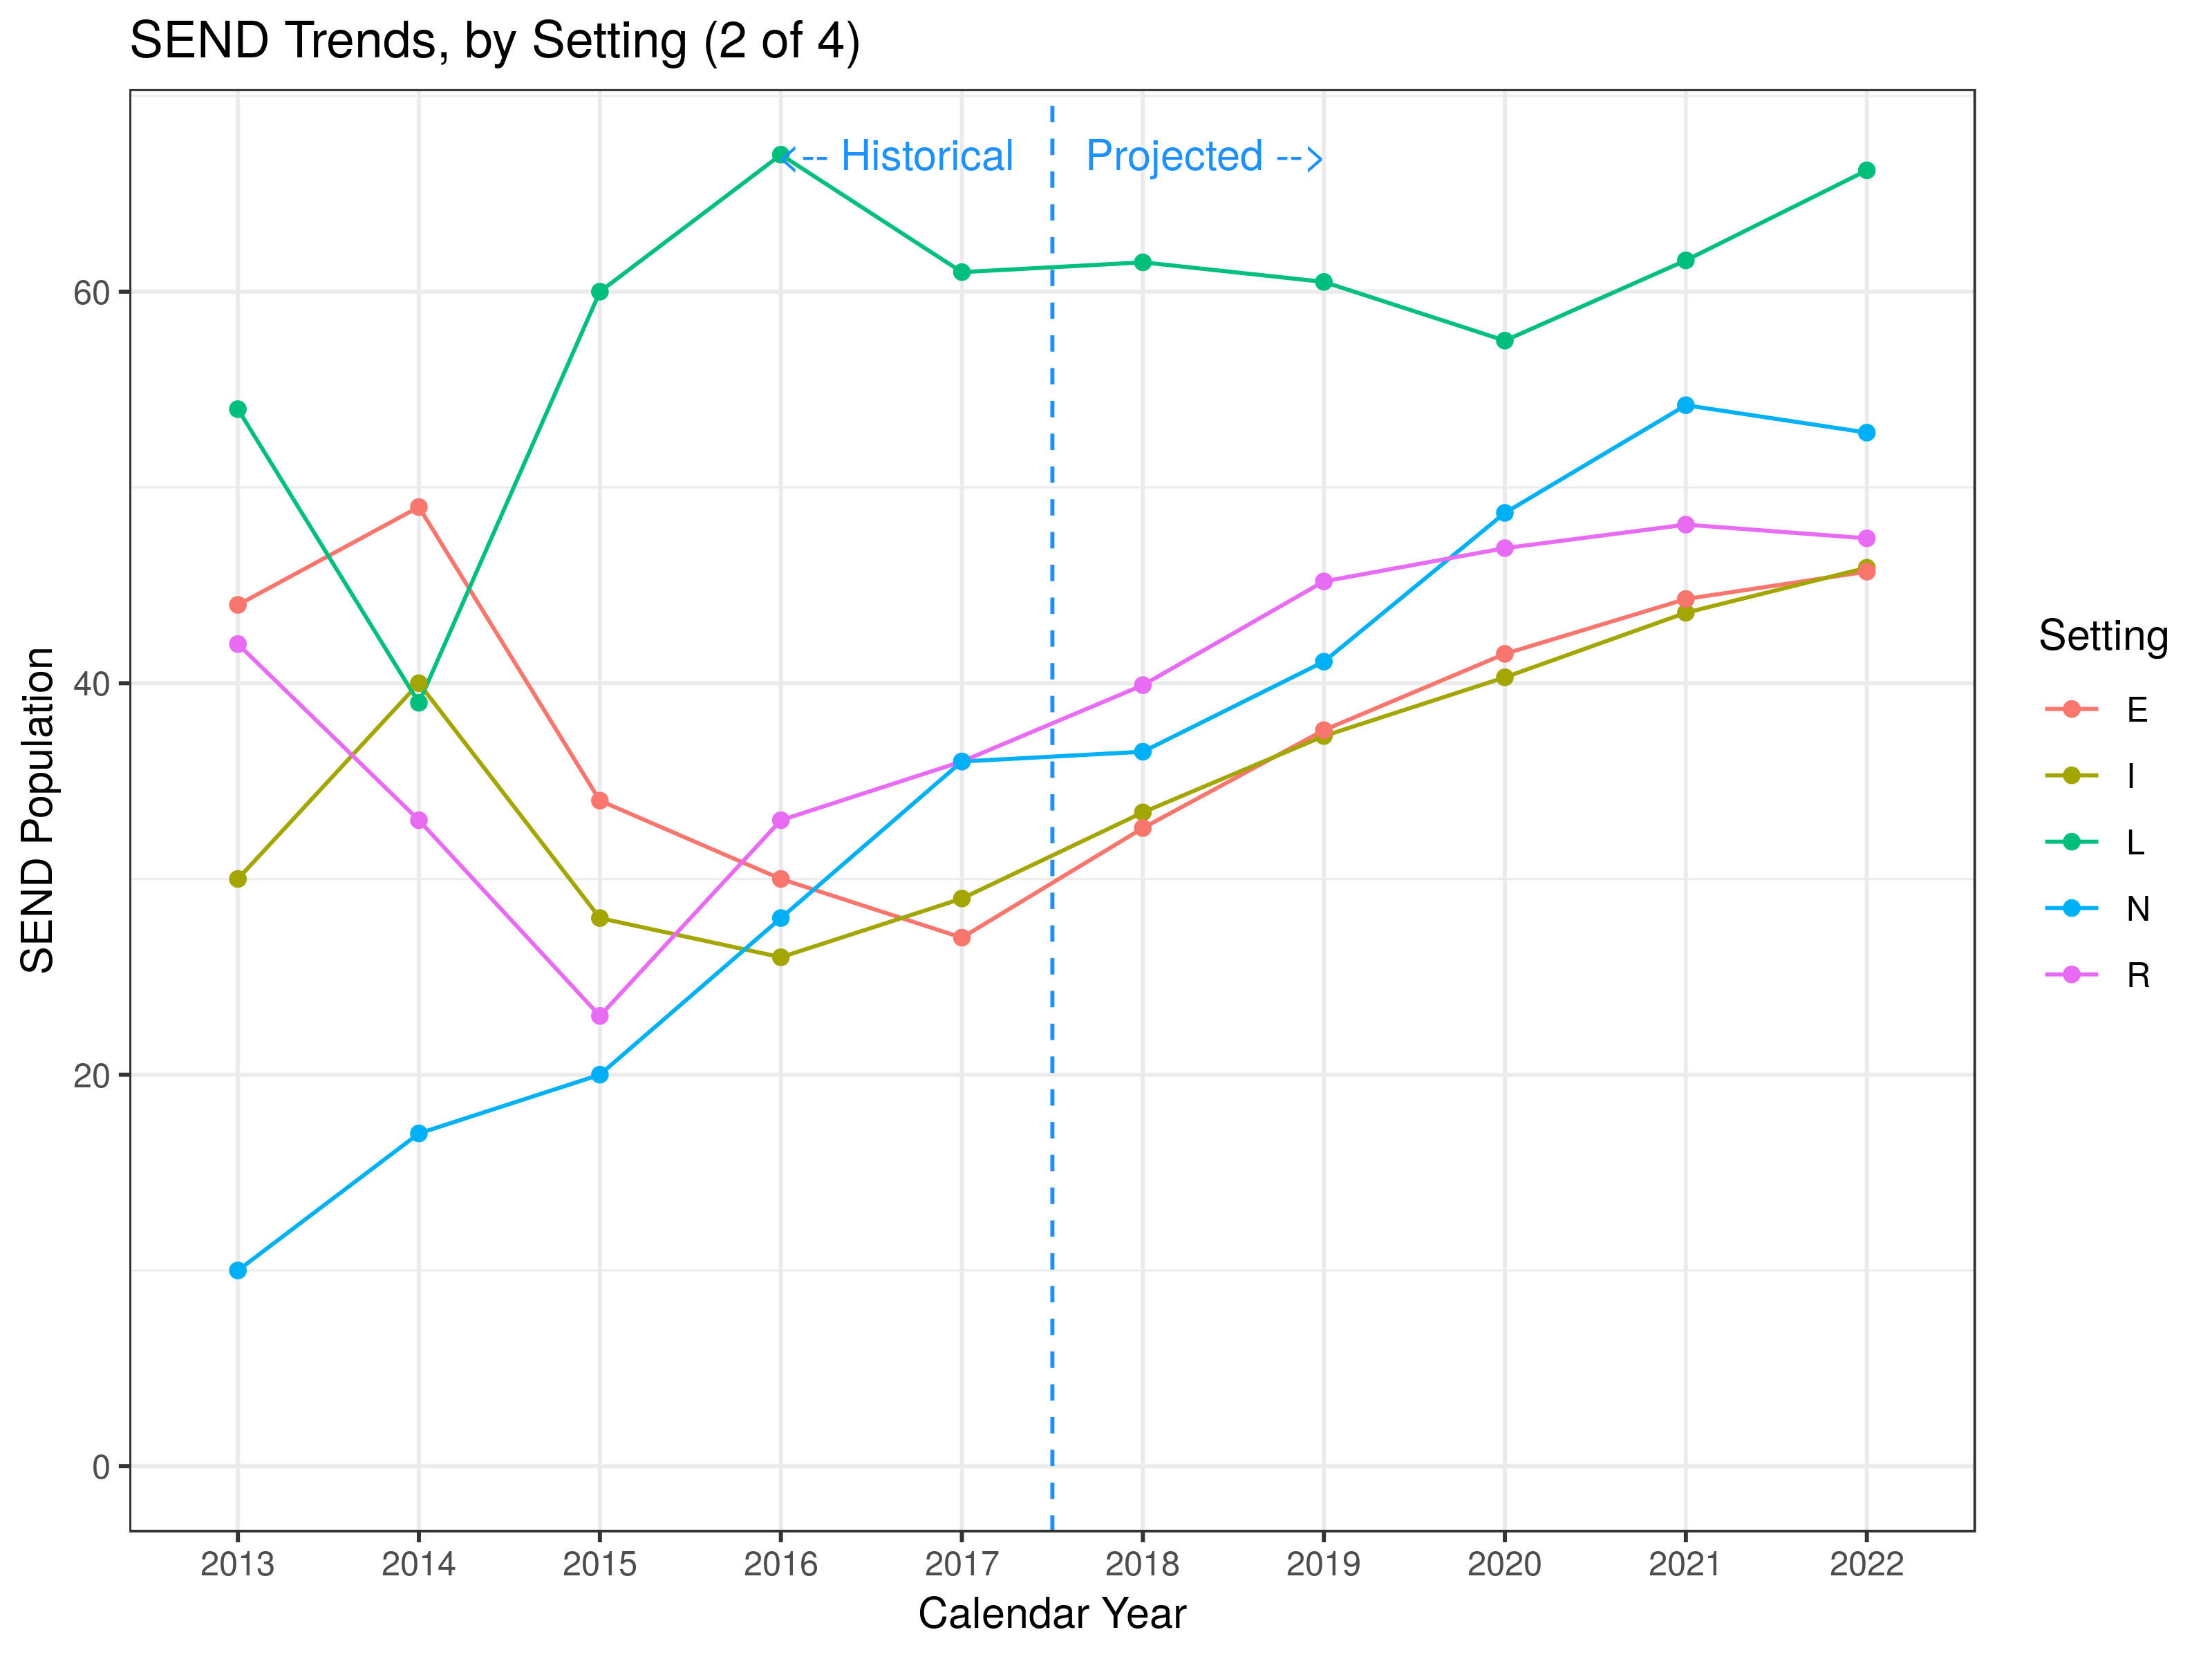 SEND Trends, by Setting (2 of 4)
<-- Historical
Projected -->
60
40
20
0
SEND Population
2013 2014 2015 2016 2017 2018 2019 2020 2021 2022
Calendar Year
Setting
E
I
L
N
R